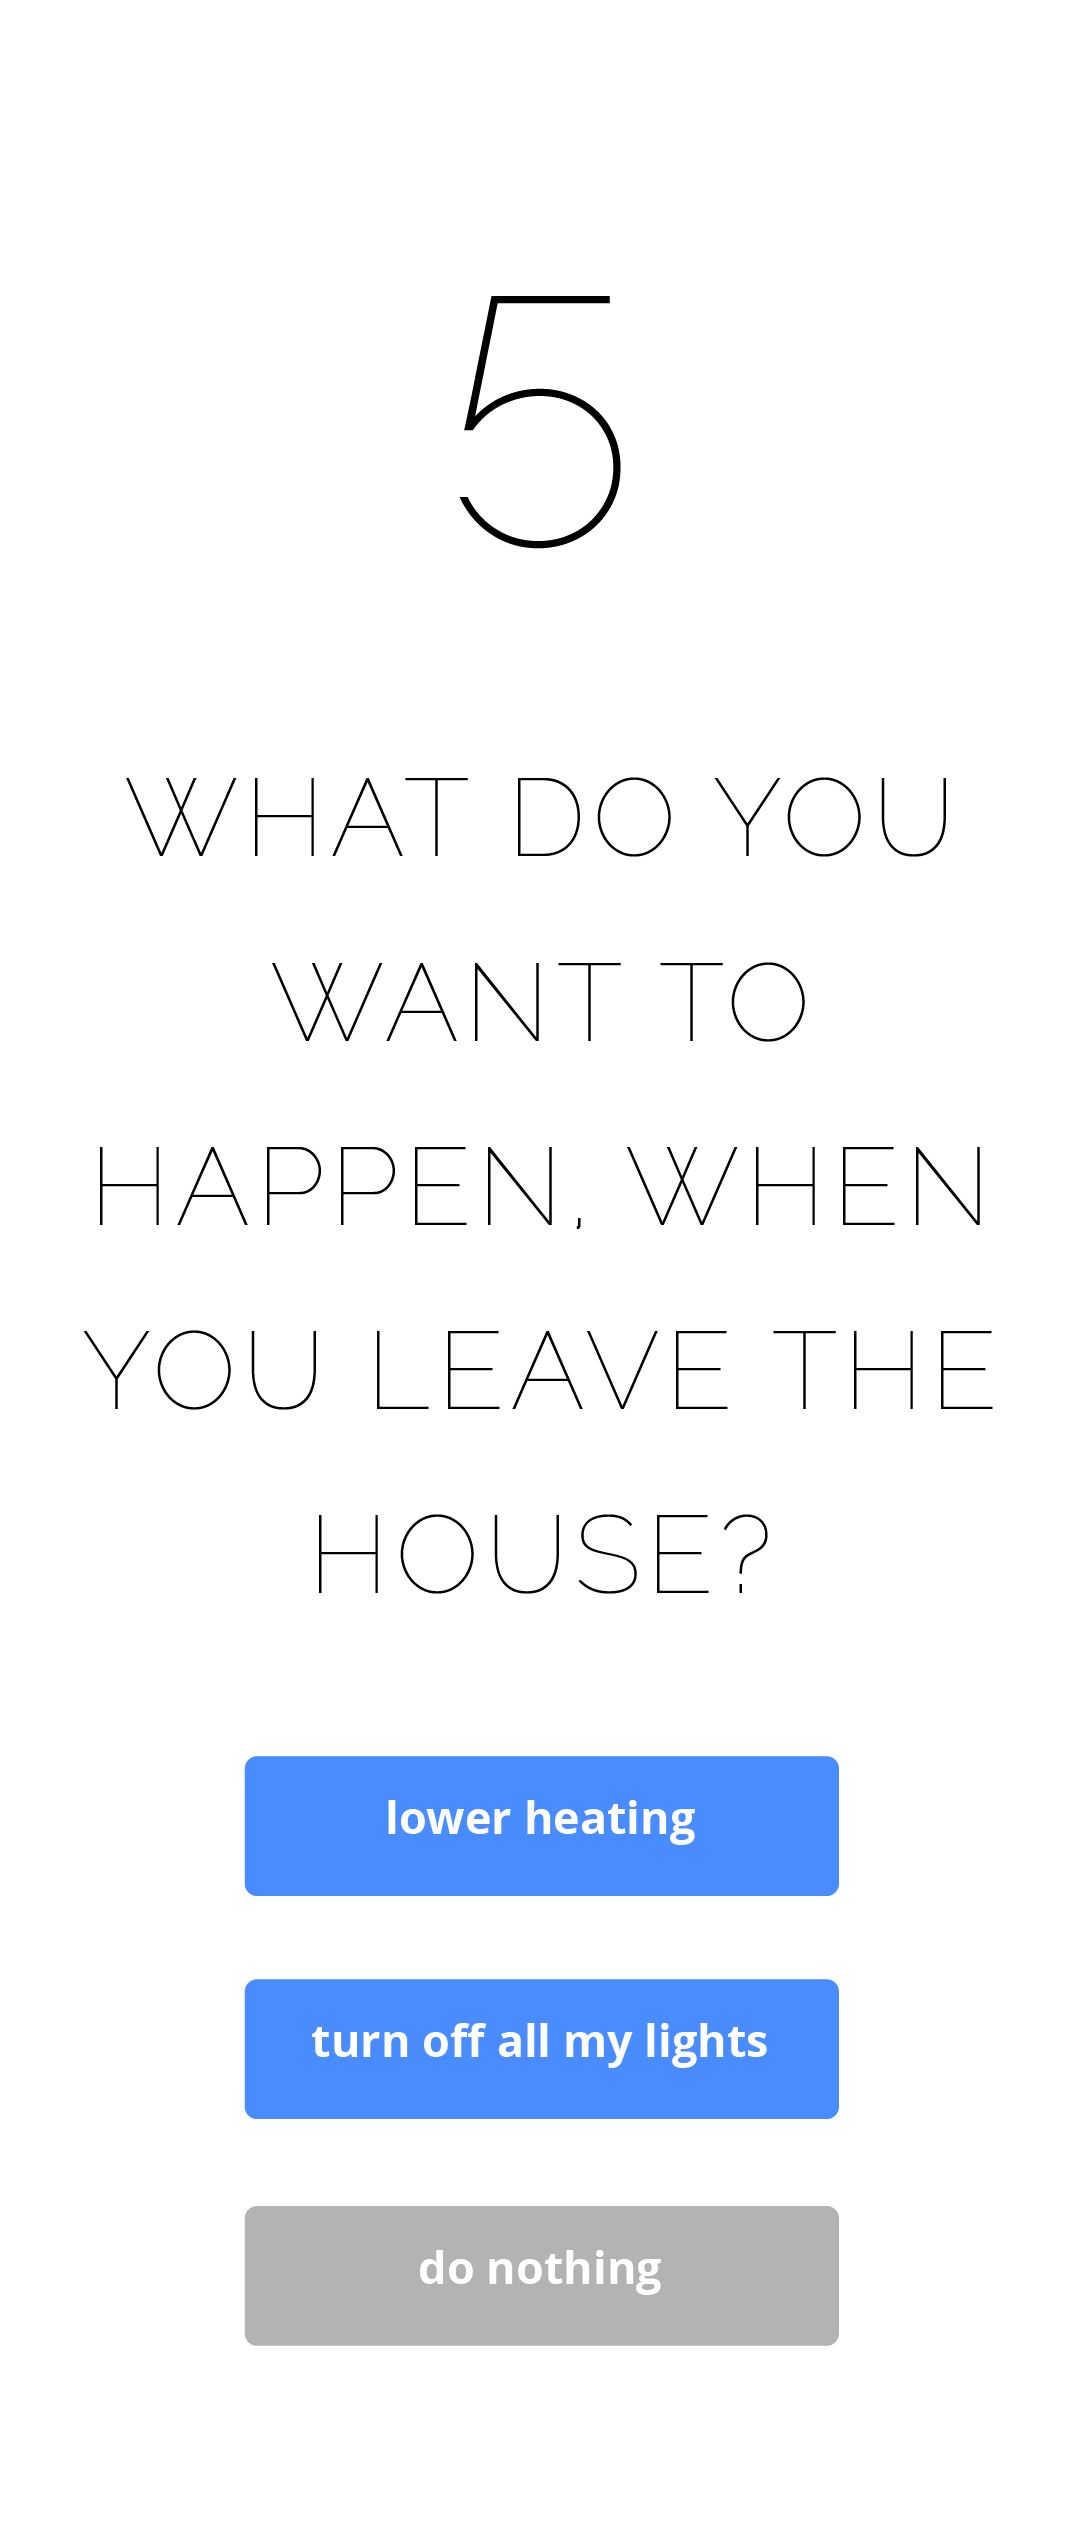 5
WHAT DO YOU
WANT TO
HAPPEN, WHEN
YOU LEAVE THE
HOUSE?
lower heating
turn off all my lights
do nothing